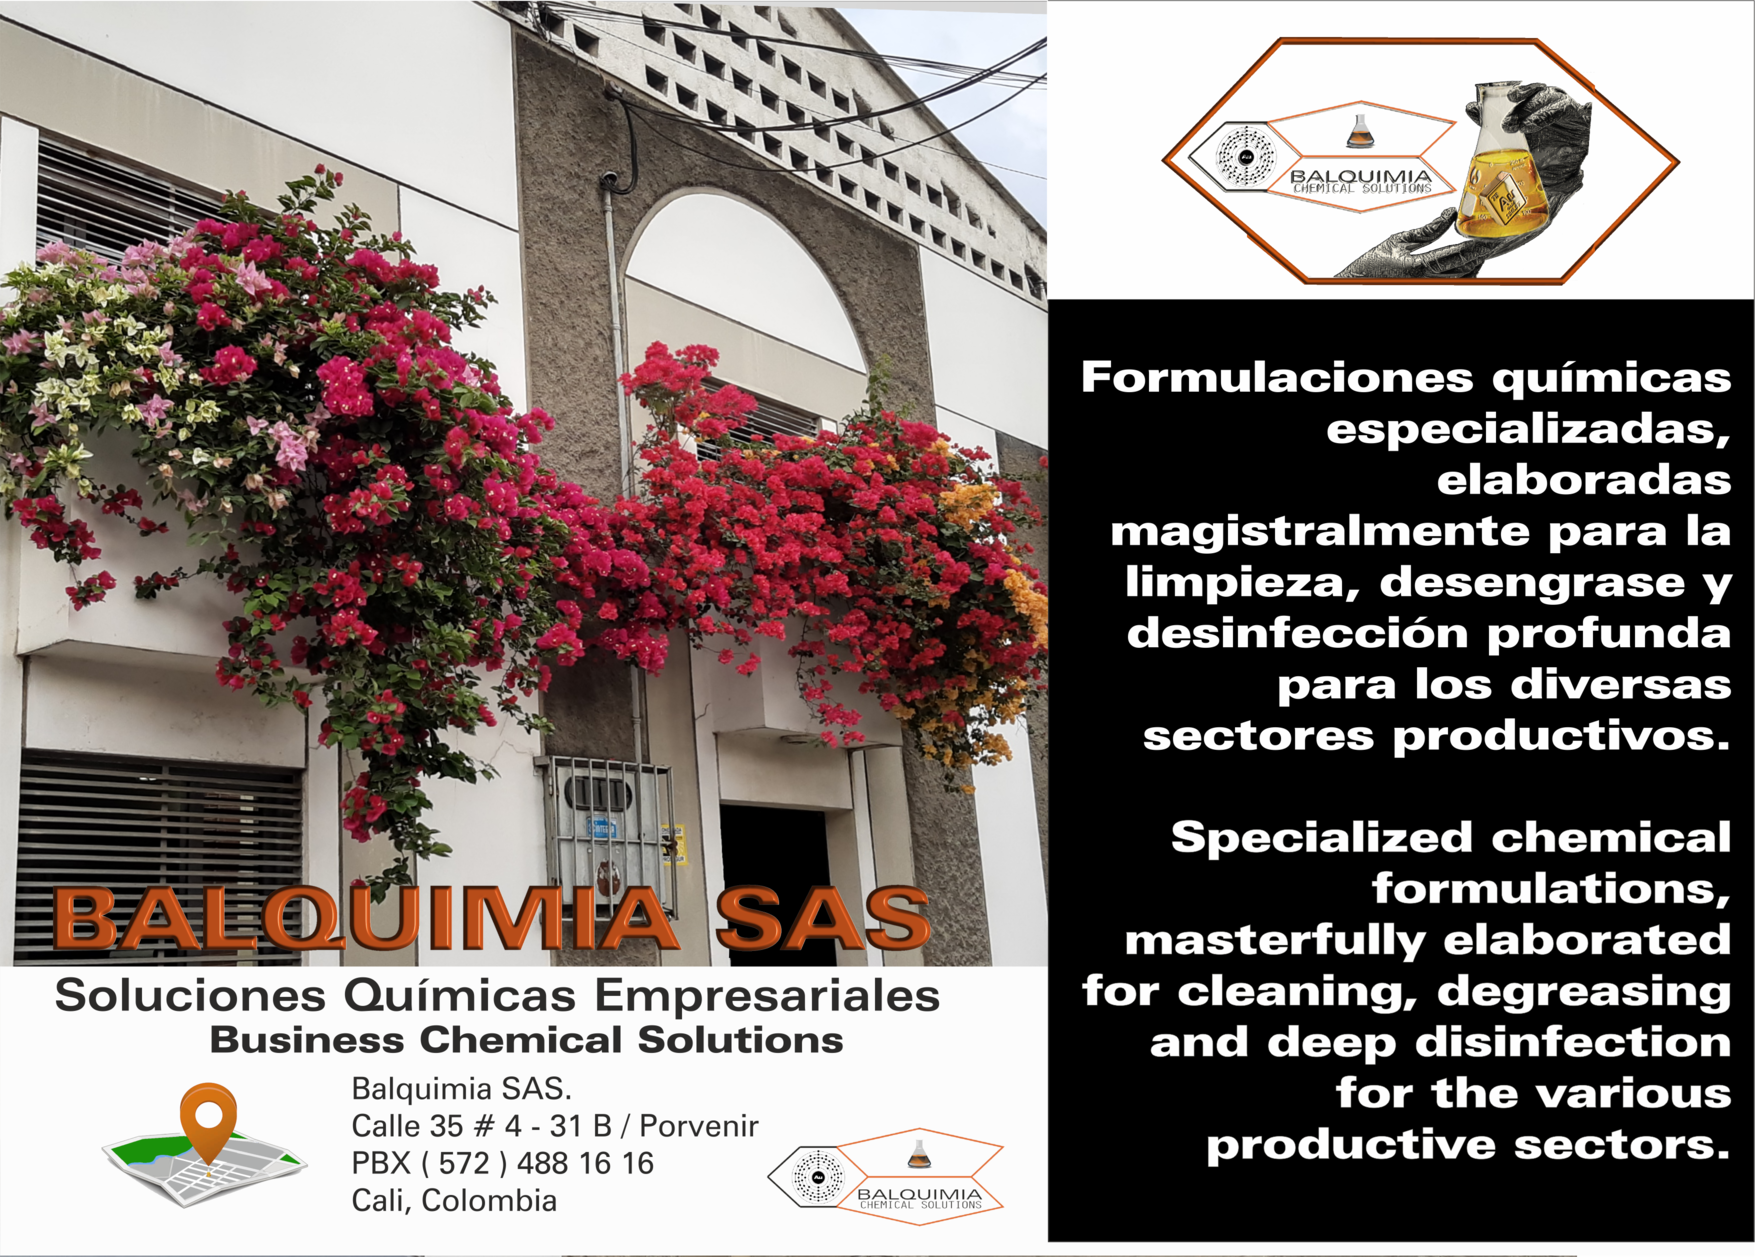 BALQUIMIA SAS
Soluciones Químicas Empresariales
Business Chemical Solutions
Balquimia SAS.
Calle 35 # 4 - 31 B / Porvenir
PBX ( 572 ) 488 16 16
Cali, Colombia
Au
BALQUIMIA
CHEMICAL SOLUTIONS
BALQUIMIA
CHEMICAL SOLUTIONS
Au
Formulaciones químicas
especializadas,
elaboradas
magistralmente para la
limpieza, desengrase y
desinfección profunda
para los diversas
sectores productivos.
Specialized chemical
formulations,
masterfully elaborated
for cleaning, degreasing
and deep disinfection
for the various
productive sectors.